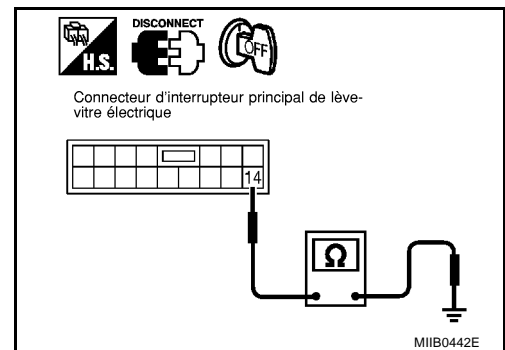 DISCONNECT
H.S.
OFF
Connecteur d'interrupteur principal de lève-
vitre électrique
14
Ω
MIIB0442E